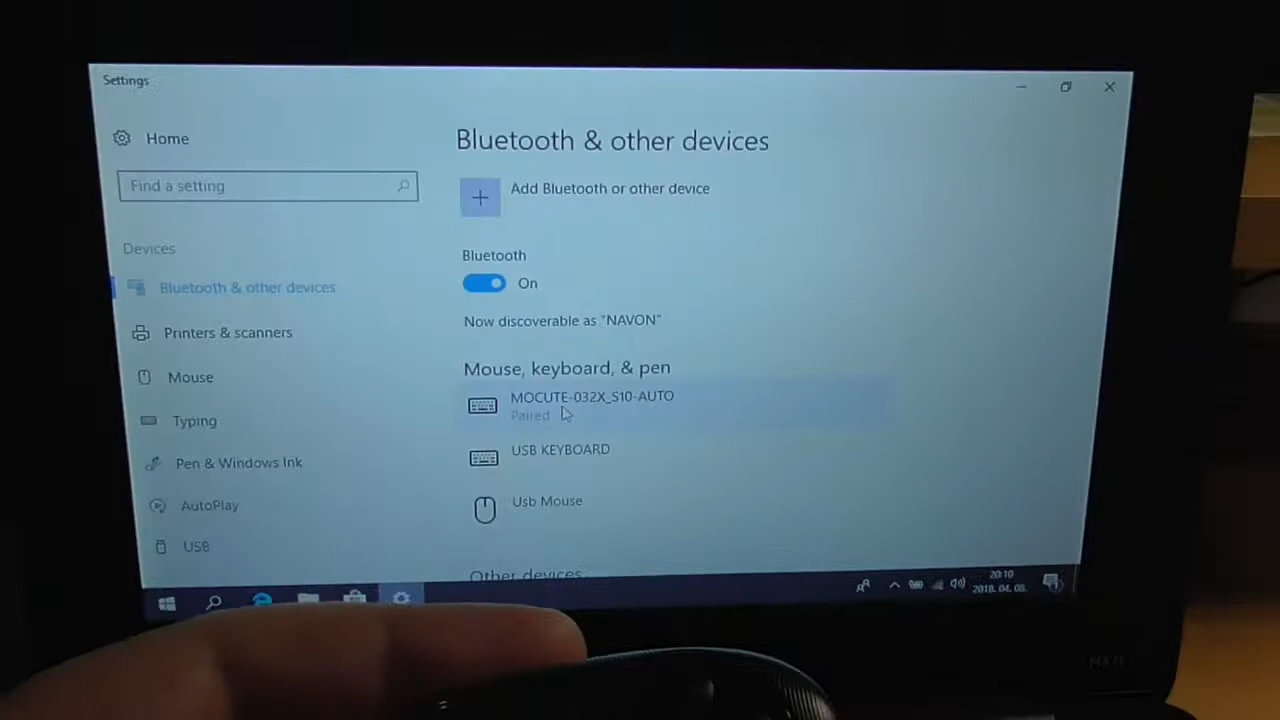 Settings
Home
Find a setting
Devices
Bluetooth & other devices
Printers & scanners
Mouse
Typing
Pen & Windows Ink
AutoPlay
USB
Bluetooth & other devices
Add Bluetooth or other device
Bluetooth
On
Now discoverable as "NAVON"
Mouse, keyboard, & pen
MOCUTE-032X_S10-AUTO
Paired
USB KEYBOARD
Usb Mouse
Other devices
20:10
2018. 04. 08.